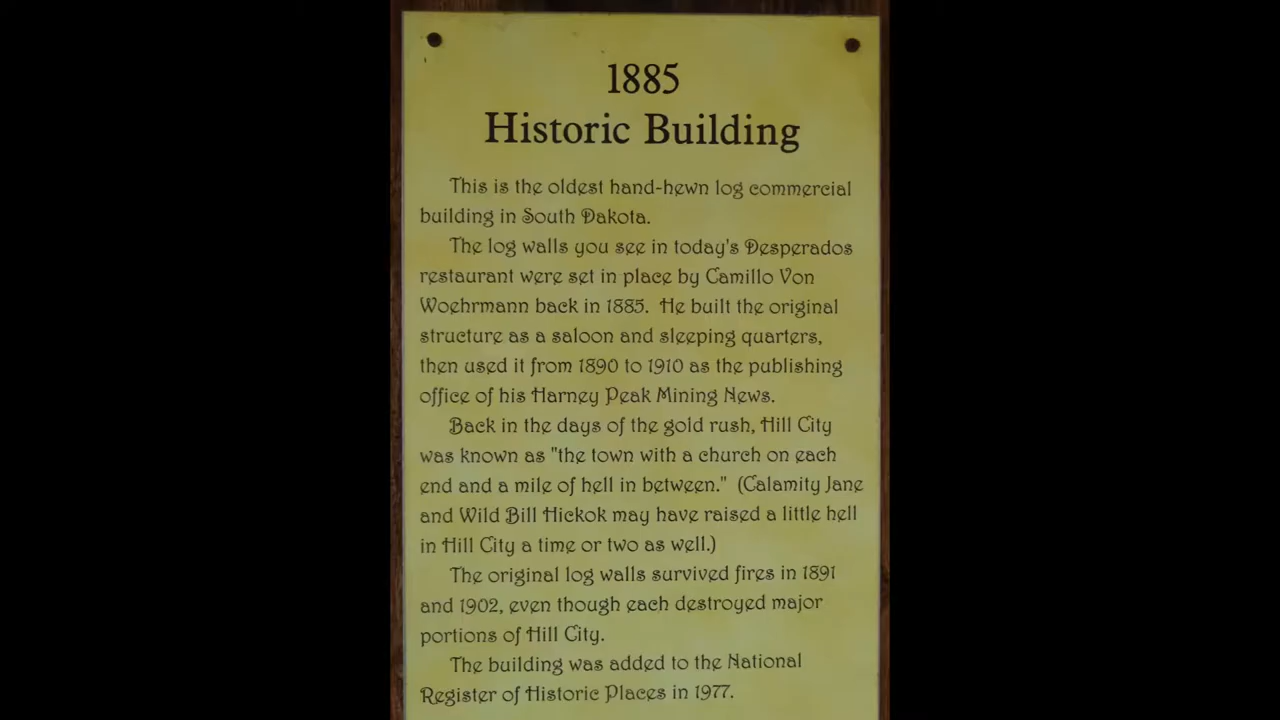 1885
Historic Building
This is the oldest hand-hewn log commercial
building in South Dakota.
The log walls you see in today's Desperados
restaurant were set in place by Camillo Von
Woehrmann back in 1885. He built the original
structure as a saloon and sleeping quarters,
then used it from 1890 to 1910 as the publishing
office of his Harney Peak Mining News.
Back in the days of the gold rush, Hill City
was known as "the town with a church on each
end and a mile of hell in between." (Calamity Jane
and Wild Bill Hickok may have raised a little hell
in Hill City a time or two as well.)
The original log walls survived fires in 1891
and 1902, even though each destroyed major
portions of Hill City.
The building was added to the National
Register of Historic Places in 1977.